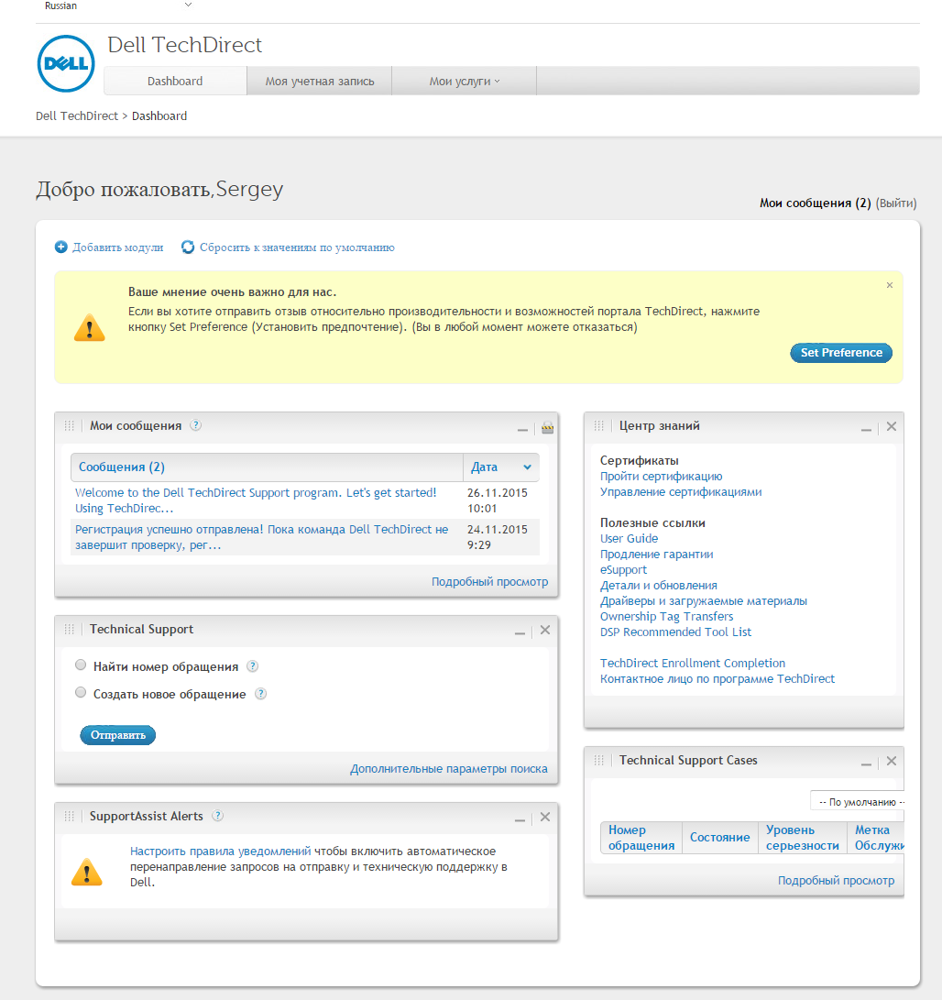 Russian
Dell TechDirect
DELL
Dashboard
Моя учетная запись
Мои услуги
Dell TechDirect > Dashboard
Добро пожаловать,Sergey
Мои сообщения (2) (Выйти)
Добавить модули
Сбросить к значениям по умолчанию
Ваше мнение очень важно для нас.
×
Если вы хотите отправить отзыв относительно производительности и возможностей портала TechDirect, нажмите
кнопку Set Preference (Установить предпочтение). (Вы в любой момент можете отказаться)
Set Preference
Мои сообщения ?
Сообщения (2)
Дата
Welcome to the Dell TechDirect Support program. Let's get started!
Using TechDirec...
26.11.2015
10:01
Регистрация успешно отправлена! Пока команда Dell TechDirect не
завершит проверку, рег...
24.11.2015
9:29
Подробный просмотр
Technical Support
Найти номер обращения ?
Создать новое обращение ?
Отправить
Дополнительные параметры поиска
SupportAssist Alerts ?
Настроить правила уведомлений чтобы включить автоматическое
перенаправление запросов на отправку и техническую поддержку в
Dell.
Центр знаний
Сертификаты
Пройти сертификацию
Управление сертификациями
Полезные ссылки
User Guide
Продление гарантии
eSupport
Детали и обновления
Драйверы и загружаемые материалы
Ownership Tag Transfers
DSP Recommended Tool List
TechDirect Enrollment Completion
Контактное лицо по программе TechDirect
Technical Support Cases
-- По умолчанию --
Номер
обращения
Состояние
Уровень
серьезности
Метка
Обслужи
Подробный просмотр